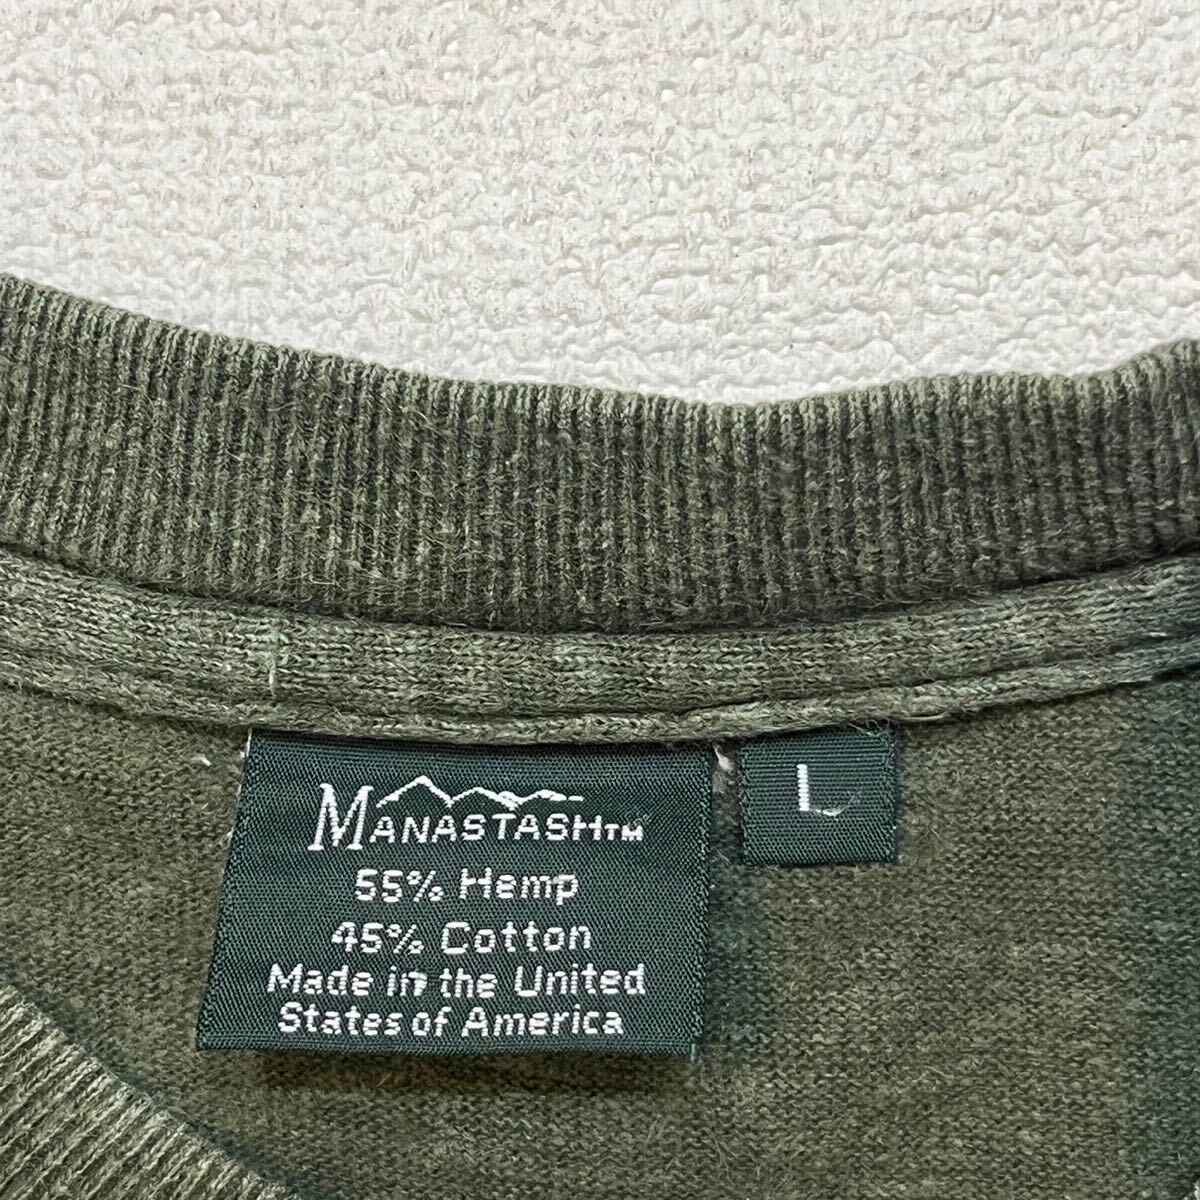 MANASTASH™
55% Hemp
45% Cotton
Made in the United
States of America
L